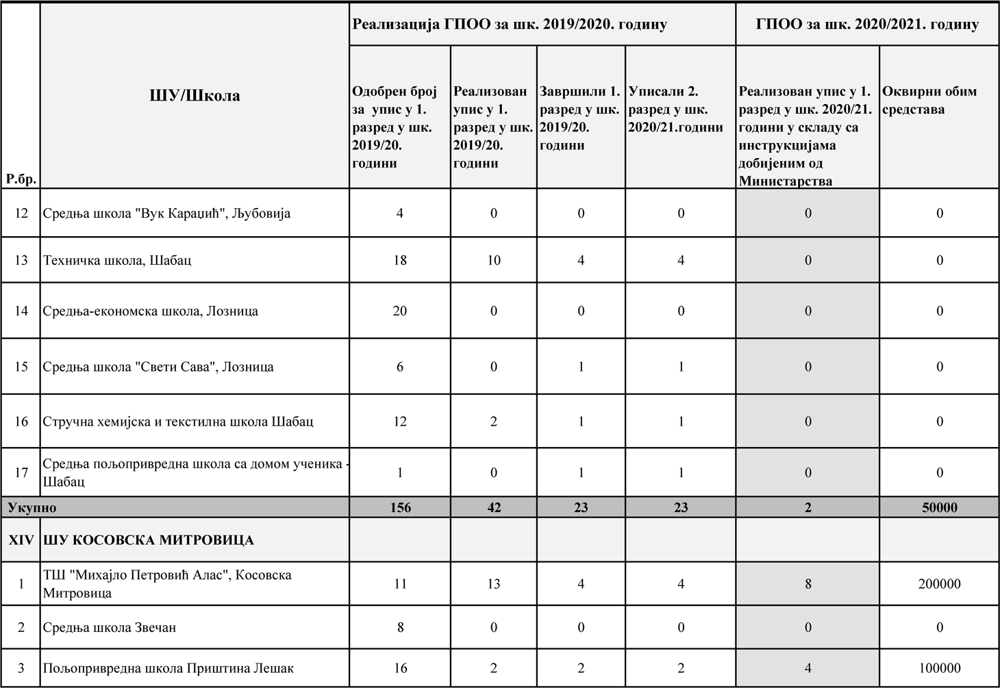 Р.бр.
ШУ/Школа
Реализација ГПОО за шк. 2019/2020. годину
ГПОО за шк. 2020/2021. годину
Одобрен број
за упис у 1.
разред у шк.
2019/20.
години
Реализован
упис у 1.
разред у шк.
2019/20.
години
Завршили 1.
разред у шк.
2019/20.
години
Уписали 2.
разред у шк.
2020/21.години
Реализован упис у 1.
разред у шк. 2020/21.
години у складу са
инструкцијама
добијеним од
Министарства
Оквирни обим
средстава
12 Средња школа "Вук Караџић", Љубовија 4 0 0 0 0 0
13 Техничка школа, Шабац 18 10 4 4 0 0
14 Средња-економска школа, Лозница 20 0 0 0 0 0
15 Средња школа "Свети Сава", Лозница 6 0 1 1 0 0
16 Стручна хемијска и текстилна школа Шабац 12 2 1 1 0 0
17 Средња пољопривредна школа са домом ученика -
Шабац 1 0 1 1 0 0
Укупно 156 42 23 23 2 50000
XIV ШУ КОСОВСКА МИТРОВИЦА
1 ТШ "Михајло Петровић Алас", Косовска
Митровица 11 13 4 4 8 200000
2 Средња школа Звечан 8 0 0 0 0 0
3 Пољопривредна школа Приштина Лешак 16 2 2 2 4 100000